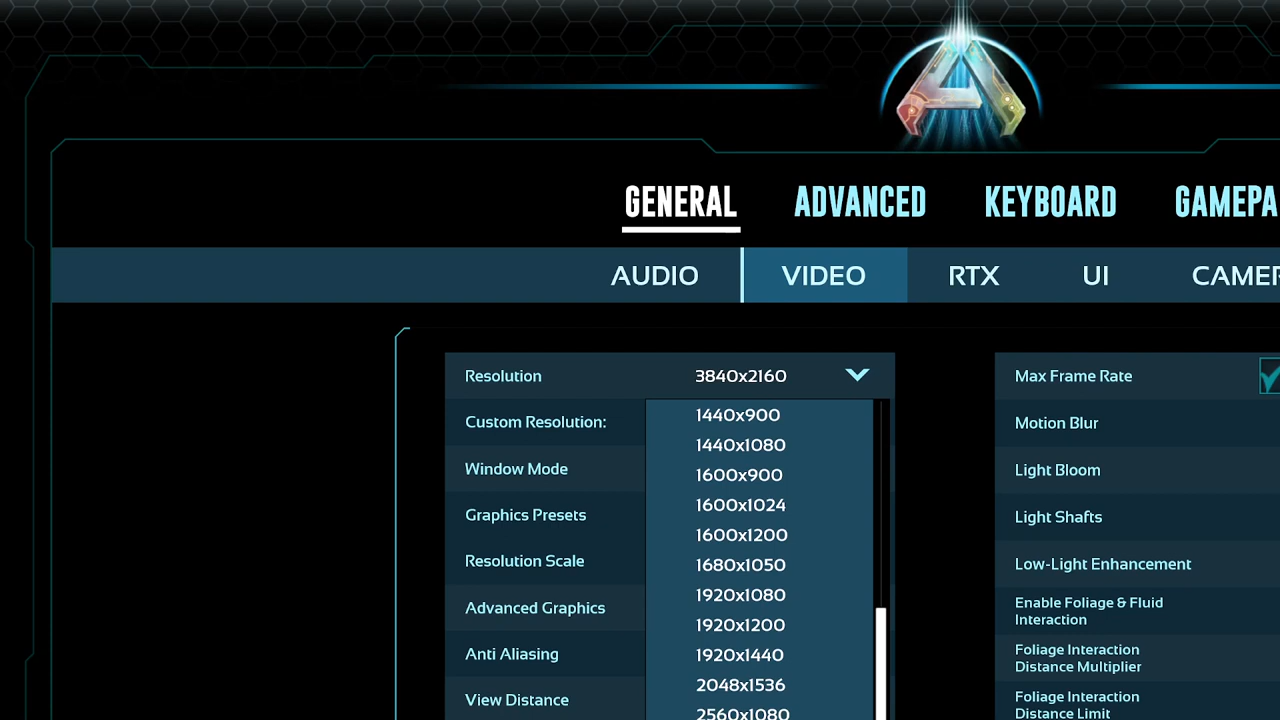 GENERAL ADVANCED KEYBOARD GAMEPA
AUDIO VIDEO RTX UI CAMER
Resolution 3840x2160
Custom Resolution:
Window Mode
Graphics Presets
Resolution Scale
Advanced Graphics
Anti Aliasing
View Distance
1440x900
1440x1080
1600x900
1600x1024
1600x1200
1680x1050
1920x1080
1920x1200
1920x1440
2048x1536
2560x1080
Max Frame Rate
Motion Blur
Light Bloom
Light Shafts
Low-Light Enhancement
Enable Foliage & Fluid
Interaction
Foliage Interaction
Distance Multiplier
Foliage Interaction
Distance Limit